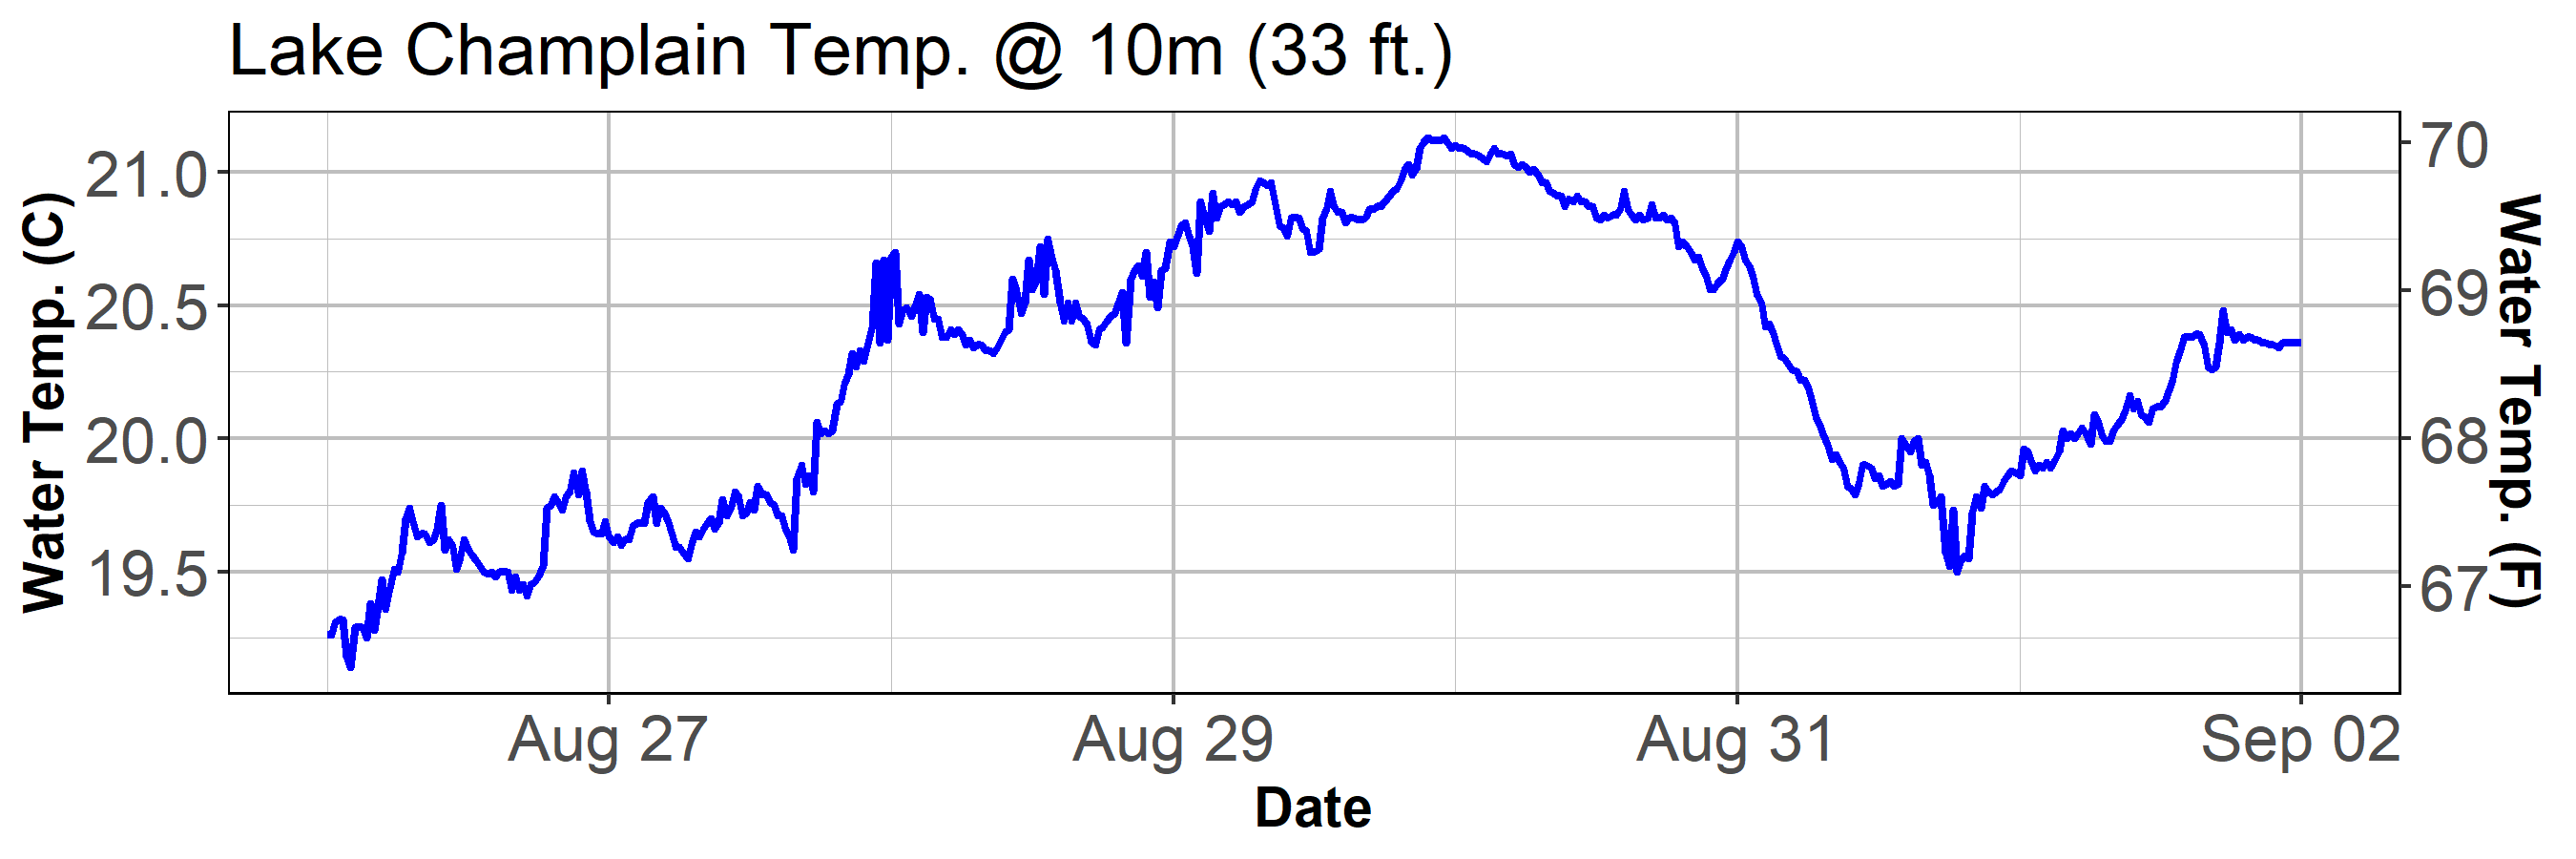 Lake Champlain Temp. @ 10m (33 ft.)
Water Temp. (C)
21.0
20.5
20.0
19.5
70
69
68
67
Water Temp. (F)
Aug 27
Aug 29
Aug 31
Sep 02
Date